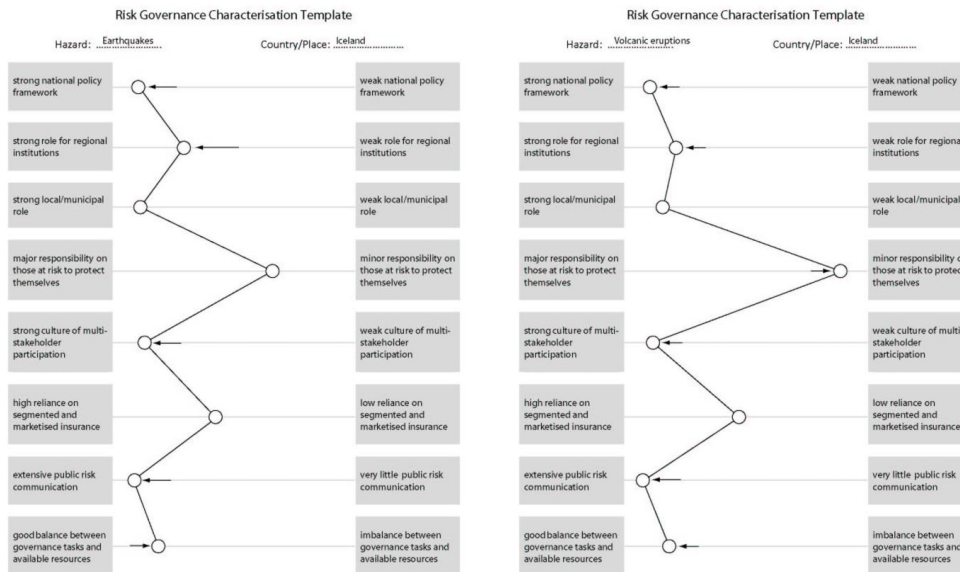 Risk Governance Characterisation Template
Hazard: Earthquakes
Country/Place: Iceland
strong national policy
framework
weak national policy
framework
strong role for regional
institutions
weak role for regional
institutions
strong local/municipal
role
weak local/municipal
role
major responsibility on
those at risk to protect
themselves
minor responsibility on
those at risk to protect
themselves
strong culture of multi-
stakeholder
participation
weak culture of multi-
stakeholder
participation
high reliance on
segmented and
marketised insurance
low reliance on
segmented and
marketised insurance
extensive public risk
communication
very little public risk
communication
good balance between
governance tasks and
available resources
imbalance between
governance tasks and
available resources
Risk Governance Characterisation Template
Hazard: Volcanic eruptions
Country/Place: Iceland
strong national policy
framework
weak national policy
framework
strong role for regional
institutions
weak role for regional
institutions
strong local/municipal
role
weak local/municipal
role
major responsibility on
those at risk to protect
themselves
minor responsibility
those at risk to protect
themselves
strong culture of multi-
stakeholder
participation
weak culture of multi-
stakeholder
participation
high reliance on
segmented and
marketised insurance
low reliance on
segmented and
marketised insurance
extensive public risk
communication
very little public risk
communication
good balance between
governance tasks and
available resources
imbalance between
governance tasks and
available resources